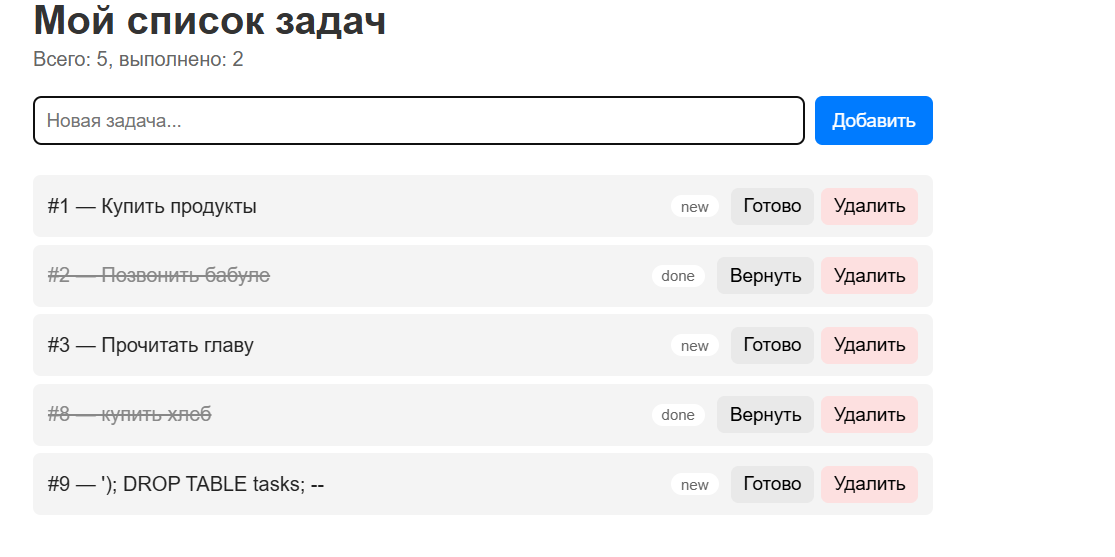 Мой список задач
Всего: 5, выполнено: 2
Новая задача...
Добавить
#1 — Купить продукты new Готово Удалить
#2 — Позвонить бабуле done Вернуть Удалить
#3 — Прочитать главу new Готово Удалить
#8 — купить хлеб done Вернуть Удалить
#9 — '); DROP TABLE tasks; -- new Готово Удалить